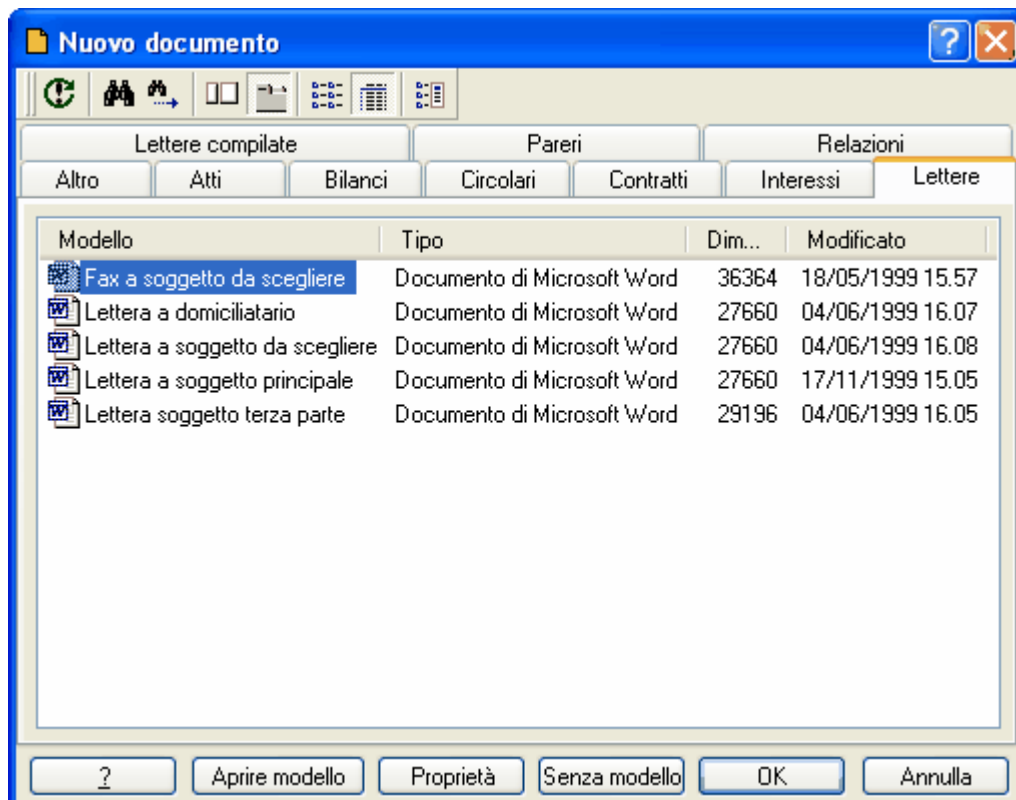 Nuovo documento
Lettere compilate Pareri Relazioni
Altro Atti Bilanci Circolari Contratti Interessi Lettere
Modello Tipo Dim... Modificato
Fax a soggetto da scegliere Documento di Microsoft Word 36364 18/05/1999 15.57
Lettera a domiciliatario Documento di Microsoft Word 27660 04/06/1999 16.07
Lettera a soggetto da scegliere Documento di Microsoft Word 27660 04/06/1999 16.08
Lettera a soggetto principale Documento di Microsoft Word 27660 17/11/1999 15.05
Lettera soggetto terza parte Documento di Microsoft Word 29196 04/06/1999 16.05
? Aprire modello Proprietà Senza modello OK Annulla